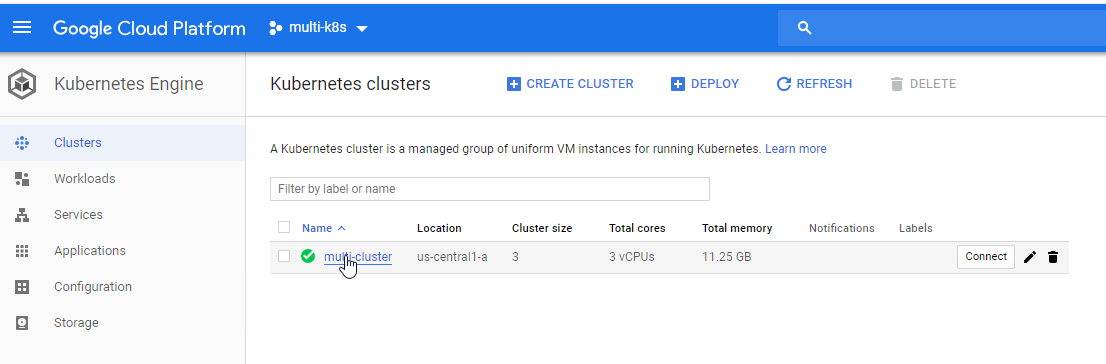 Google Cloud Platform multi-k8s
Kubernetes Engine
Kubernetes clusters CREATE CLUSTER DEPLOY REFRESH DELETE
Clusters
Workloads
Services
Applications
Configuration
Storage
A Kubernetes cluster is a managed group of uniform VM instances for running Kubernetes. Learn more
Filter by label or name
Name Location Cluster size Total cores Total memory Notifications Labels
multi-cluster us-central1-a 3 3 vCPUs 11.25 GB Connect